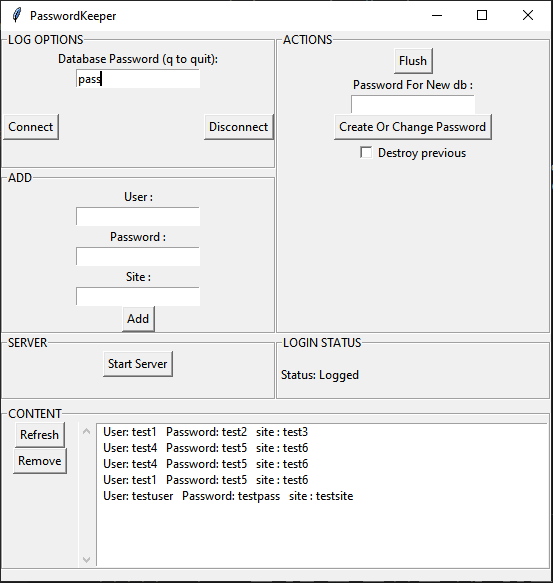 PasswordKeeper
LOG OPTIONS
Database Password (q to quit):
pass
Connect
Disconnect
ACTIONS
Flush
Password For New db :
Create Or Change Password
Destroy previous
ADD
User :
Password :
Site :
Add
SERVER
Start Server
LOGIN STATUS
Status: Logged
CONTENT
Refresh
Remove
User: test1 Password: test2 site : test3
User: test4 Password: test5 site : test6
User: test4 Password: test5 site : test6
User: test1 Password: test5 site : test6
User: testuser Password: testpass site : testsite